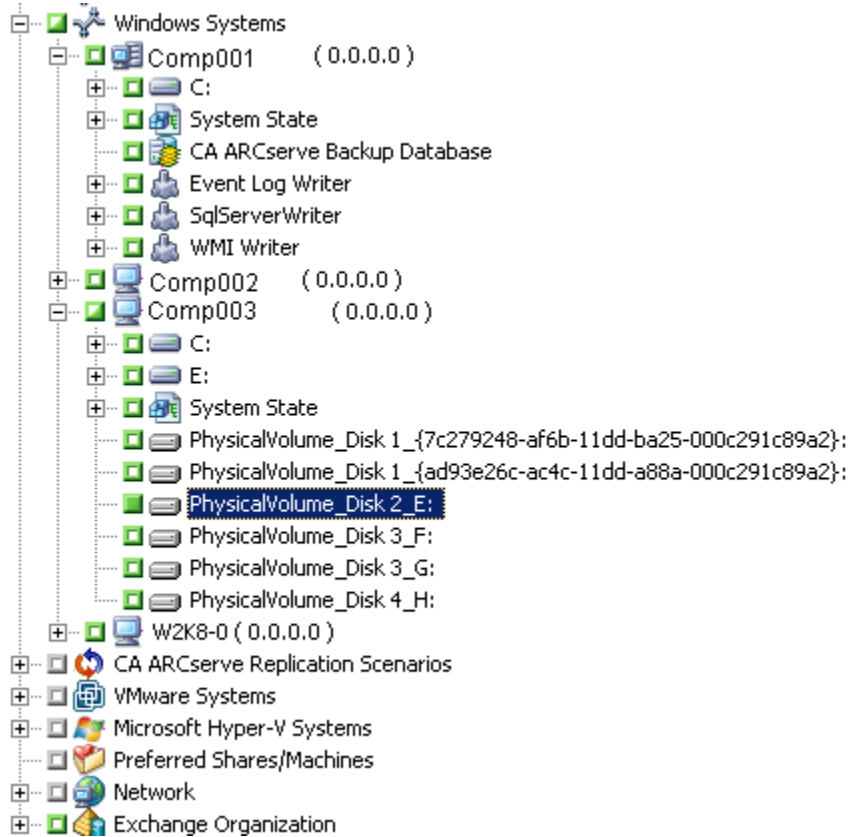 Windows Systems
Comp001 ( 0.0.0.0 )
C:
System State
CA ARCserve Backup Database
Event Log Writer
SqlServerWriter
WMI Writer
Comp002 ( 0.0.0.0 )
Comp003 ( 0.0.0.0 )
C:
E:
System State
PhysicalVolume_Disk 1_{7c279248-af6b-11dd-ba25-000c291c89a2}:
PhysicalVolume_Disk 1_{ad93e26c-ac4c-11dd-a88a-000c291c89a2}:
PhysicalVolume_Disk 2_E:
PhysicalVolume_Disk 3_F:
PhysicalVolume_Disk 3_G:
PhysicalVolume_Disk 4_H:
W2K8-0 ( 0.0.0.0 )
CA ARCserve Replication Scenarios
VMware Systems
Microsoft Hyper-V Systems
Preferred Shares/Machines
Network
Exchange Organization